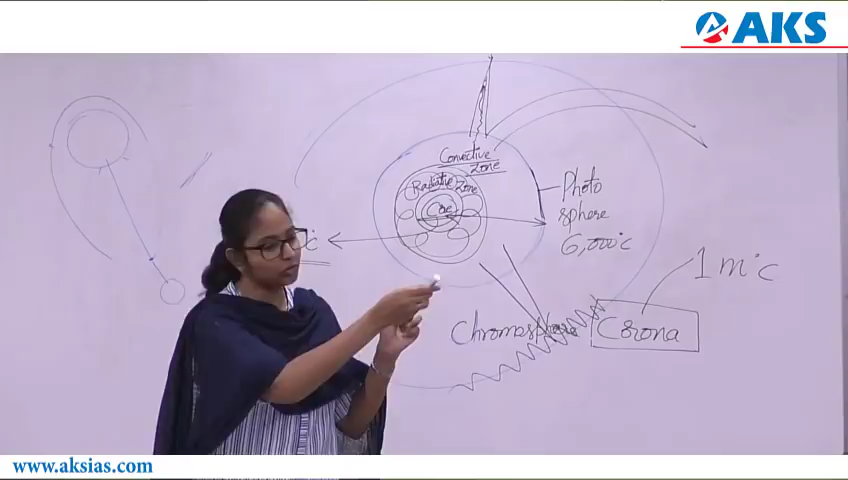 AKS
Convective
Zone
Radiative Zone
Core
Photo
sphere
6,000°c
°c
1 m°c
Chromosphere
Corona
www.aksias.com